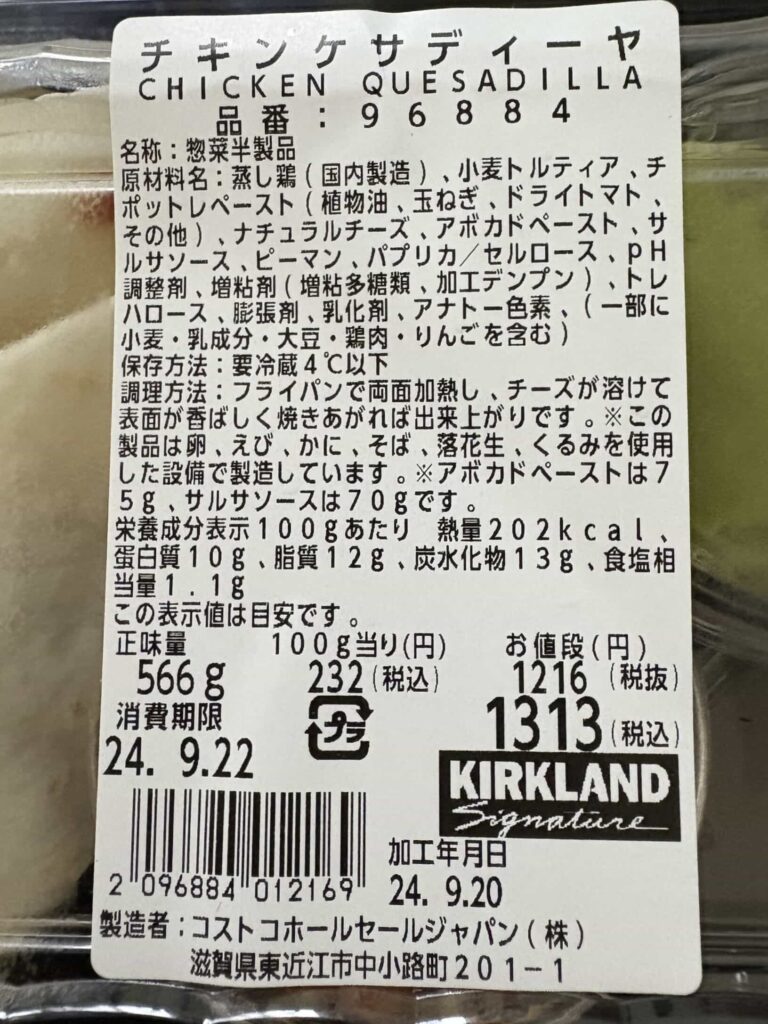 チキンケサディーヤ
CHICKEN QUESADILLA
品番：96884
名称：惣菜半製品
原材料名：蒸し鶏（国内製造）、小麦トルティア、チ
ポットレペースト（植物油、玉ねぎ、ドライトマト、
その他）、ナチュラルチーズ、アボカドペースト、サ
ルサソース、ピーマン、パプリカ／セルロース、pH
調整剤、増粘剤（増粘多糖類、加工デンプン）、トレ
ハロース、膨張剤、乳化剤、アナトー色素、（一部に
小麦・乳成分・大豆・鶏肉・りんごを含む）
保存方法：要冷蔵4℃以下
調理方法：フライパンで両面加熱し、チーズが溶けて
表面が香ばしく焼きあがれば出来上がりです。※この
製品は卵、えび、かに、そば、落花生、くるみを使用
した設備で製造しています。※アボカドペーストは7
5g、サルサソースは70gです。
栄養成分表示100gあたり　熱量202kcal、
蛋白質10g、脂質12g、炭水化物13g、食塩相
当量1.1g
この表示値は目安です。
正味量 100g当り(円) お値段(円)
566g 232(税込) 1216 (税抜)
消費期限 プラ 1313(税込)
24. 9.22
KIRKLAND
Signature
加工年月日
24. 9.20
2 096884 012169
製造者：コストコホールセールジャパン（株）
滋賀県東近江市中小路町201-1